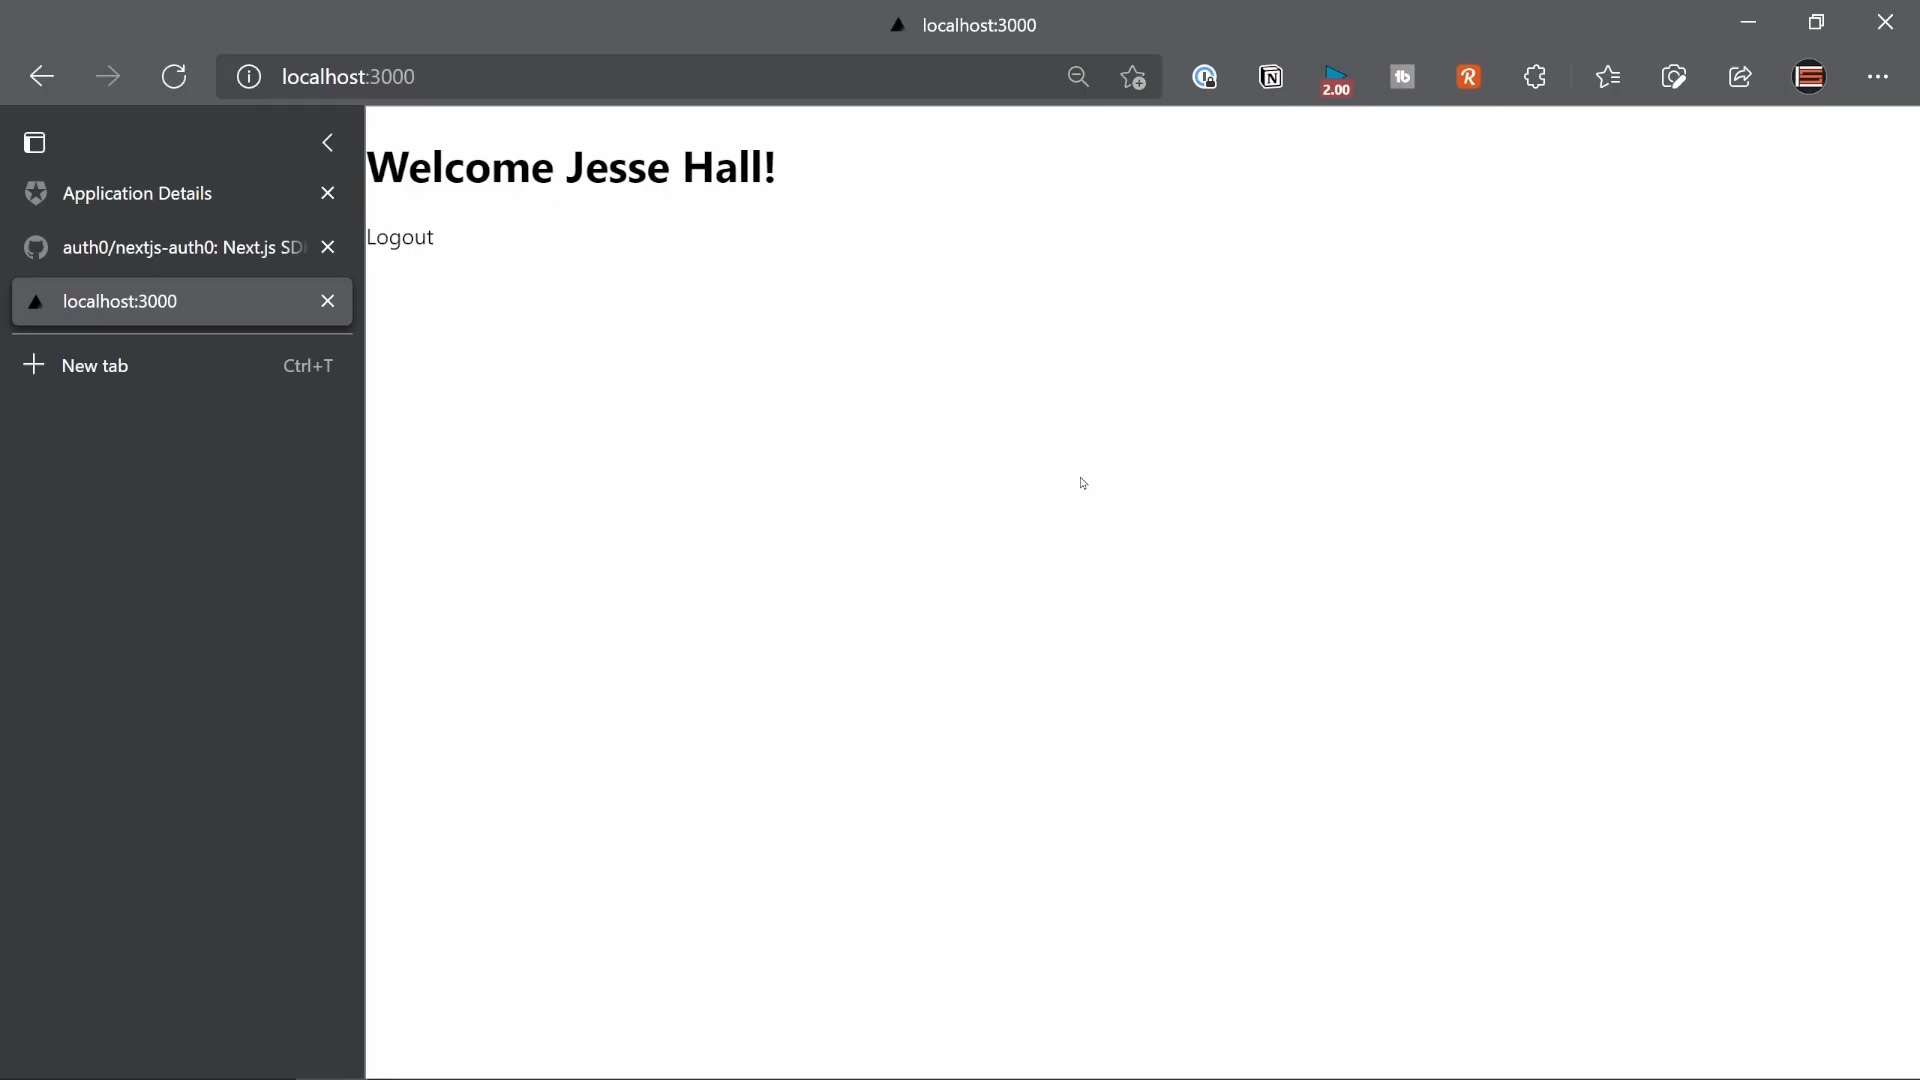 localhost:3000
localhost:3000
2.00
tb
R
N
Application Details
auth0/nextjs-auth0: Next.js SD
localhost:3000
New tab Ctrl+T
Welcome Jesse Hall!
Logout